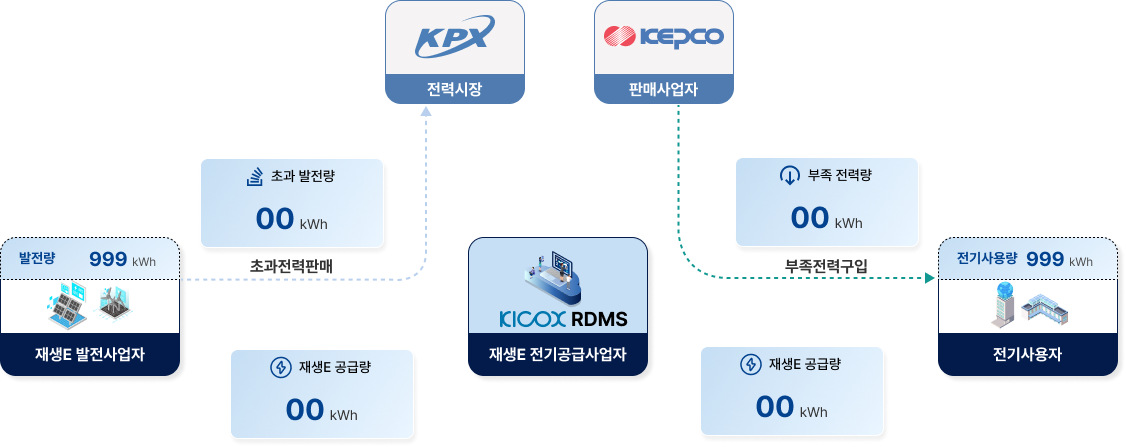 KPX
전력시장
KEPCO
판매사업자
초과 발전량
00 kWh
부족 전력량
00 kWh
발전량 999 kWh
초과전력판매
부족전력구입
전기사용량 999 kWh
KICOX RDMS
재생E 발전사업자
재생E 전기공급사업자
전기사용자
재생E 공급량
00 kWh
재생E 공급량
00 kWh